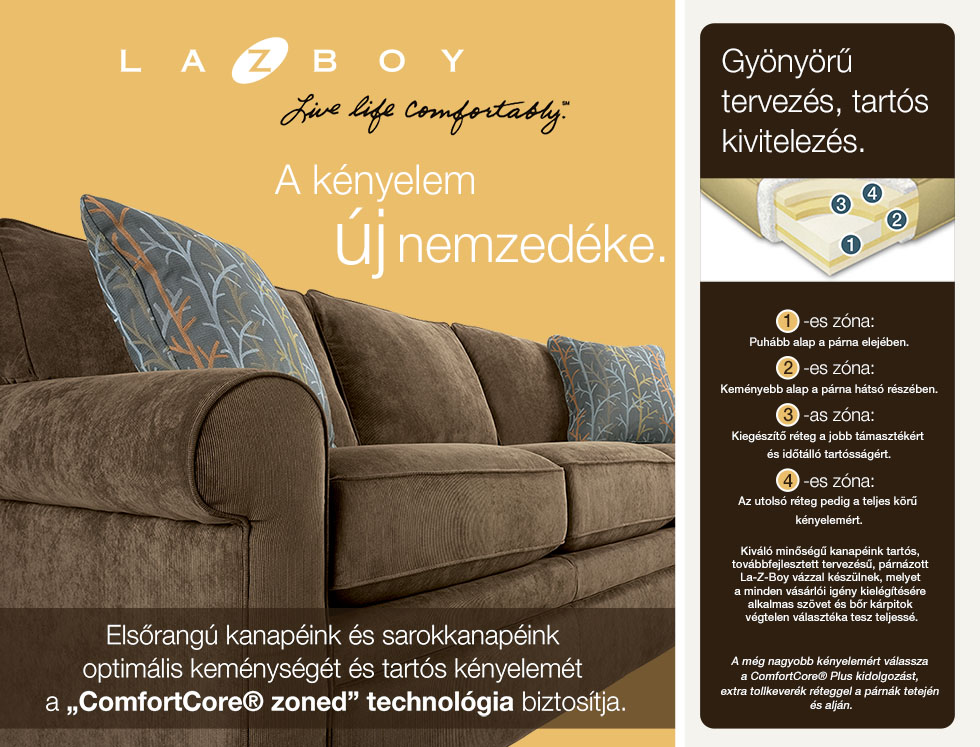 LA Z BOY
Live life comfortably.℠
A kényelem
új nemzedéke.
Elsőrangú kanapéink és sarokkanapéink
optimális keménységét és tartós kényelemét
a „ComfortCore® zoned” technológia biztosítja.
Gyönyörű
tervezés, tartós
kivitelezés.
4
3
2
1
1 -es zóna:
Puhább alap a párna elejében.
2 -es zóna:
Keményebb alap a párna hátsó részében.
3 -as zóna:
Kiegészítő réteg a jobb támasztékért
és időtálló tartósságért.
4 -es zóna:
Az utolsó réteg pedig a teljes körű
kényelemért.
Kiváló minőségű kanapéink tartós,
továbbfejlesztett tervezésű, párnázott
La-Z-Boy vázzal készülnek, melyet
a minden vásárlói igény kielégítésére
alkalmas szövet és bőr kárpitok
végtelen választéka tesz teljessé.
A még nagyobb kényelemért válassza
a ComfortCore® Plus kidolgozást,
extra tollkeverék réteggel a párnák tetején
és alján.